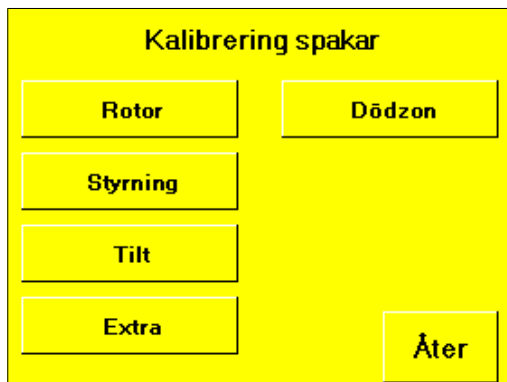 Kalibrering spakar
Rotor
Dödzon
Styrning
Tilt
Extra
Åter